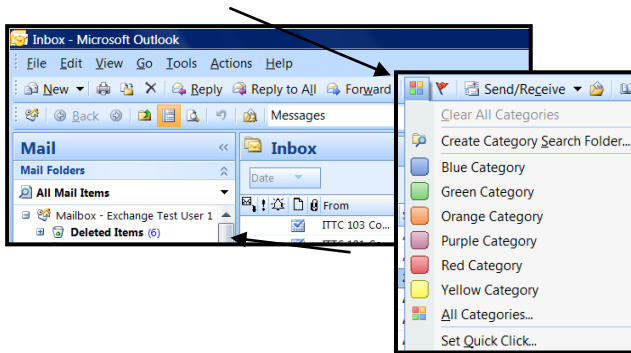 Inbox - Microsoft Outlook
File Edit View Go Tools Actions Help
New Reply Reply to All Forward
Back Messages
Mail «
Mail Folders
All Mail Items
Mailbox - Exchange Test User 1
Deleted Items (6)
Inbox
Date
! From
ITTC 103 Co...
ITTC 101 Co...
Send/Receive
Clear All Categories
Create Category Search Folder...
Blue Category
Green Category
Orange Category
Purple Category
Red Category
Yellow Category
All Categories...
Set Quick Click...